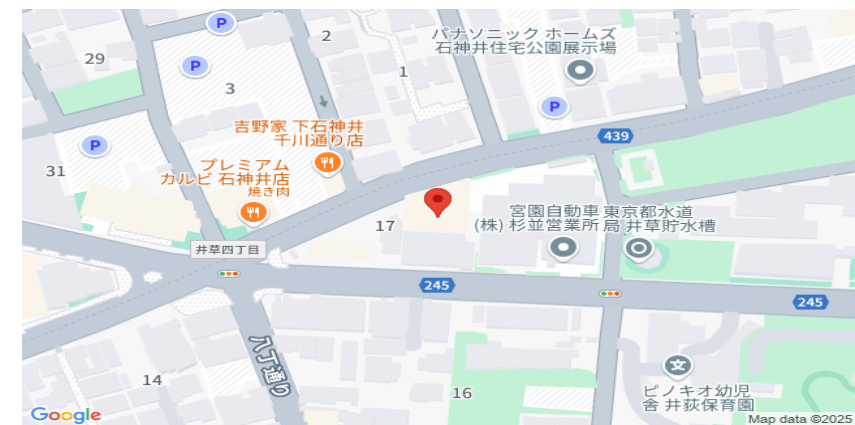 P
2
29
パナソニック ホームズ
石神井住宅公園展示場
P
1
3
P
439
吉野家 下石神井
千川通り店
P
プレミアム
カルビ 石神井店
焼き肉
31
17
宮園自動車
(株) 杉並営業所
東京都水道
局 井草貯水槽
井草四丁目
245
245
八丁通り
14
16
ピノキオ幼児
舎 井荻保育園
Google
Map data ©2025